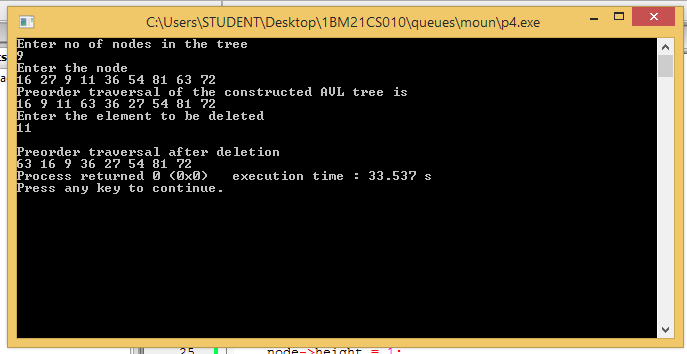 C:\Users\STUDENT\Desktop\1BM21CS010\queues\moun\p4.exe
Enter no of nodes in the tree
9
Enter the node
16 27 9 11 36 54 81 63 72
Preorder traversal of the constructed AVL tree is
16 9 11 63 36 27 54 81 72
Enter the element to be deleted
11
Preorder traversal after deletion
63 16 9 36 27 54 81 72
Process returned 0 (0x0)   execution time : 33.537 s
Press any key to continue.
25 node->height = 1;